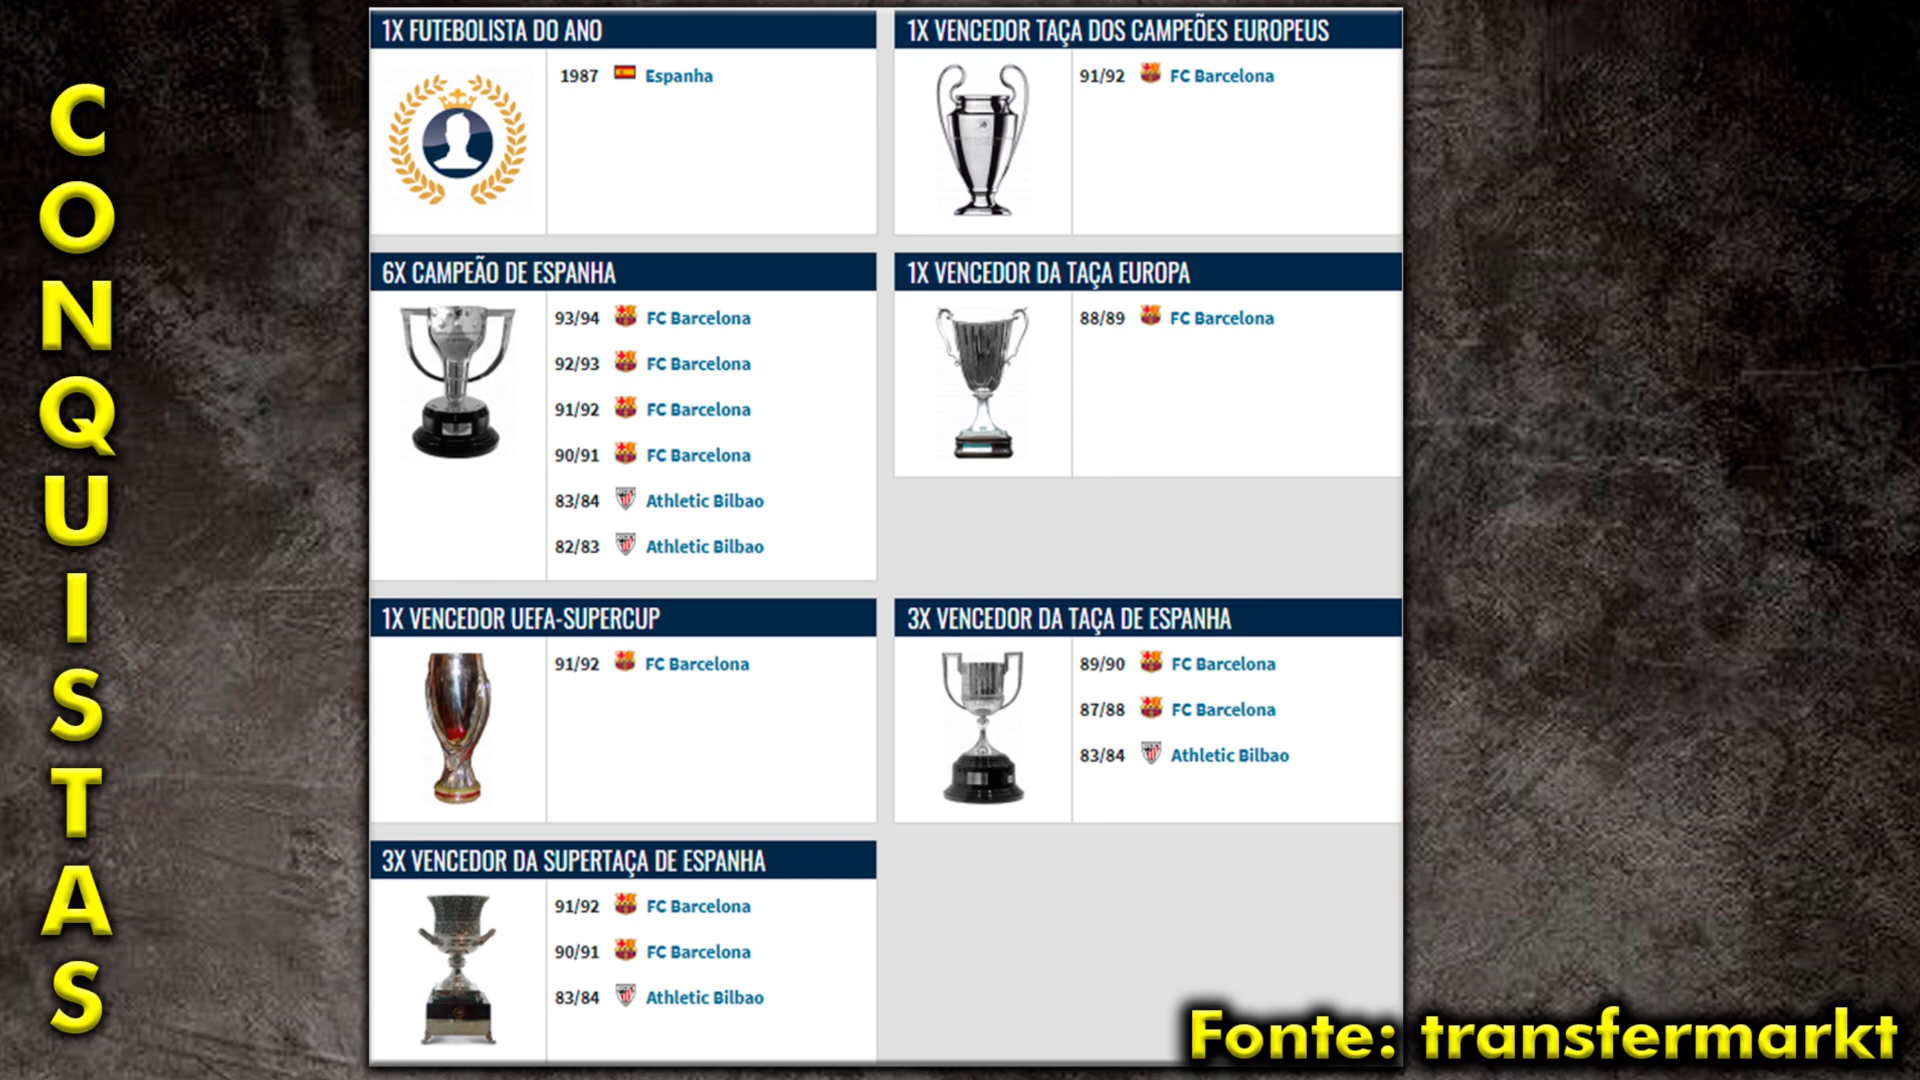 CONQUISTAS
1X FUTEBOLISTA DO ANO
1987 Espanha
1X VENCEDOR TAÇA DOS CAMPEÕES EUROPEUS
91/92 FC Barcelona
6X CAMPEÃO DE ESPANHA
93/94 FC Barcelona
92/93 FC Barcelona
91/92 FC Barcelona
90/91 FC Barcelona
83/84 Athletic Bilbao
82/83 Athletic Bilbao
1X VENCEDOR DA TAÇA EUROPA
88/89 FC Barcelona
1X VENCEDOR UEFA-SUPERCUP
91/92 FC Barcelona
3X VENCEDOR DA TAÇA DE ESPANHA
89/90 FC Barcelona
87/88 FC Barcelona
83/84 Athletic Bilbao
3X VENCEDOR DA SUPERTAÇA DE ESPANHA
91/92 FC Barcelona
90/91 FC Barcelona
83/84 Athletic Bilbao
Fonte: transfermarkt